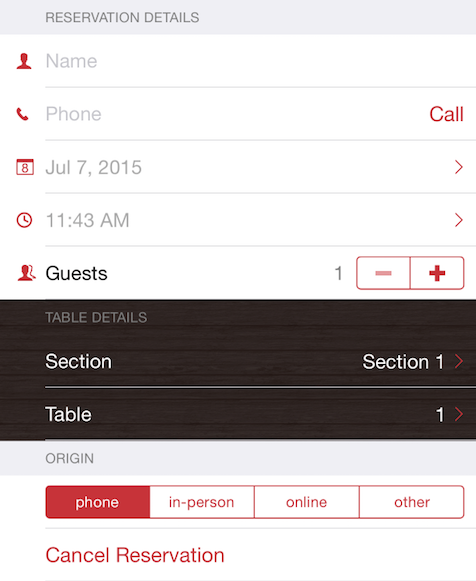 RESERVATION DETAILS
Name
Phone Call
8 Jul 7, 2015
11:43 AM
Guests 1
TABLE DETAILS
Section Section 1
Table 1
ORIGIN
phone in-person online other
Cancel Reservation